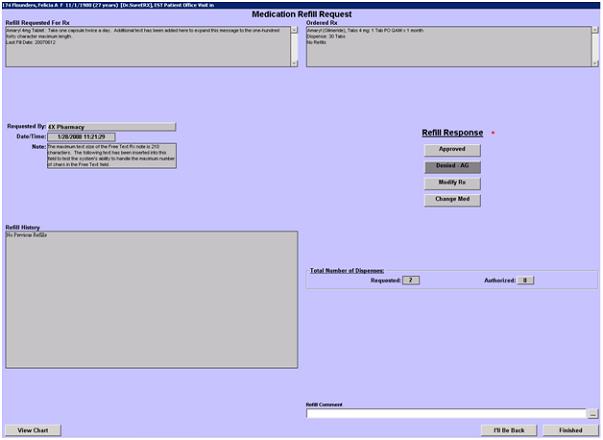 174 Flounders, Felicia A F 11/1/1980 (27 years) [Dr.SuretRX], EST Patient Office Visit in
Medication Refill Request
Refill Requested For Rx
Ordered Rx
Amaryl 4mg Tablet. Take one capsule twice a day. Additional text has been added here to expand this message to the one-hundred
forty character maximum length.
Last Fill Date: 20070612
Amaryl (Glimeride), Tabs 4 mg: 1 Tab PO QAM x 1 month
Dispense: 30 Tabs
No Refills
Requested By: 4X Pharmacy
Date/Time: 1/28/2008 11:21:29
Note: The maximum text size of the Free Text Rx note is 210
characters. The following text has been inserted into this
field to test the system's ability to handle the maximum number
of chars in the Free Text field.
Refill Response *
Approved
Denied - AG
Modify Rx
Change Med
Refill History
No Previous Refills
Total Number of Dispenses:
Requested: 2 Authorized: 0
Refill Comment
...
View Chart
I'll Be Back
Finished